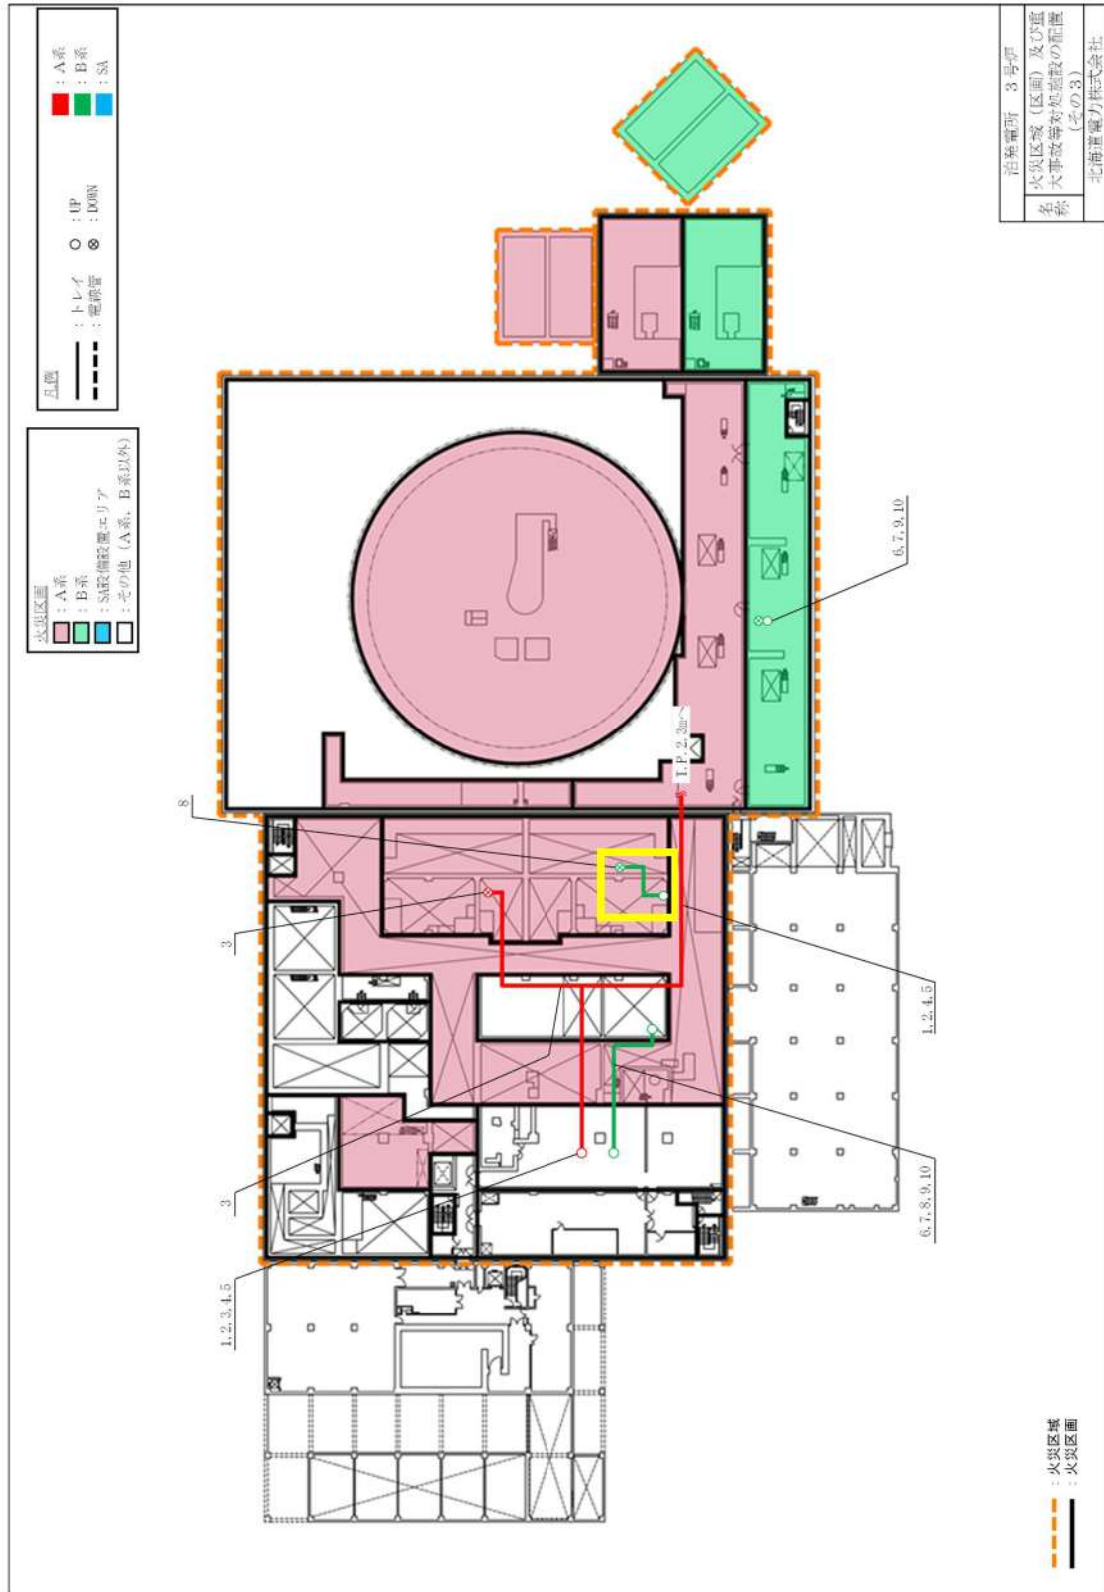 泊発電所 3号炉
名称
火災区域(区画)及び重
大事故等対処施設の配置
(その3)
北海道電力株式会社
凡例
:トレイ
:電線管
:UP
:DOWN
:A系
:B系
:SA
火災区画
:A系
:B系
:SA設備設置エリア
:その他(A系、B系以外)
8
3
3
1,2,3,4,5
T.P.2.3mへ
6,7,9,10
1,2,4,5
6,7,8,9,10
:火災区域
:火災区画